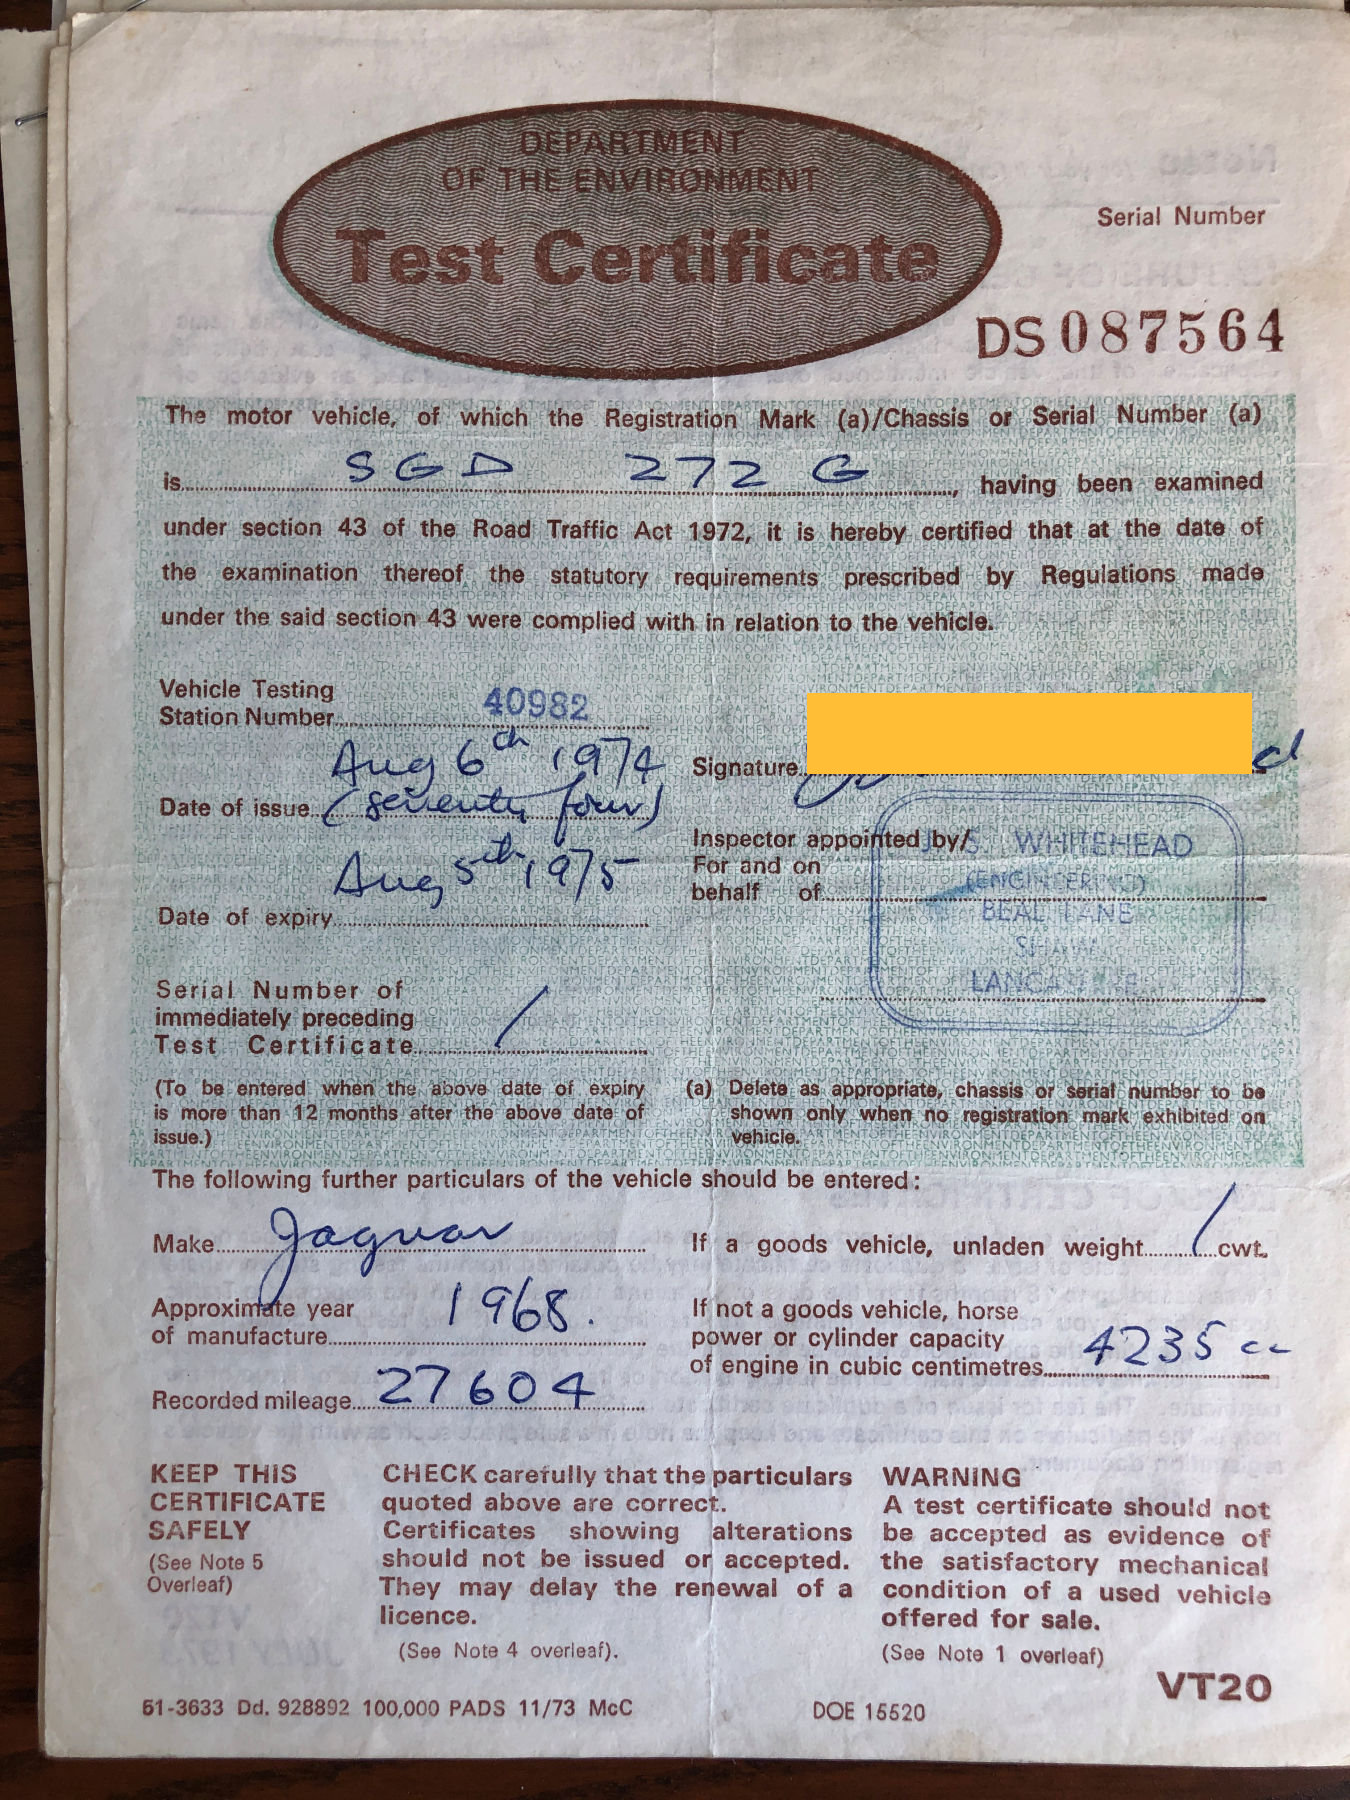 DEPARTMENT
OF THE ENVIRONMENT
Test Certificate
Serial Number
DS 087564
The motor vehicle, of which the Registration Mark (a)/Chassis or Serial Number (a)
is SGD 272 G, having been examined
under section 43 of the Road Traffic Act 1972, it is hereby certified that at the date of
the examination thereof the statutory requirements prescribed by Regulations made
under the said section 43 were complied with in relation to the vehicle.
Vehicle Testing
Station Number 40982
Aug 6th 1974
Date of issue (seventy four)
Aug 5th 1975
Date of expiry
Serial Number of
immediately preceding
Test Certificate /
(To be entered when the above date of expiry
is more than 12 months after the above date of
issue.)
Signature
Inspector appointed by/
For and on
behalf of
J. S. WHITEHEAD
(ENGINEERING)
BEAL LANE
LANCASHIRE
(a) Delete as appropriate, chassis or serial number to be
shown only when no registration mark exhibited on
vehicle.
The following further particulars of the vehicle should be entered:
Make Jaguar
Approximate year
of manufacture 1968.
Recorded mileage 27604
If a goods vehicle, unladen weight / cwt.
If not a goods vehicle, horse
power or cylinder capacity
of engine in cubic centimetres 4235 cc
KEEP THIS
CERTIFICATE
SAFELY
(See Note 5
Overleaf)
CHECK carefully that the particulars
quoted above are correct.
Certificates showing alterations
should not be issued or accepted.
They may delay the renewal of a
licence.
(See Note 4 overleaf).
WARNING
A test certificate should not
be accepted as evidence of
the satisfactory mechanical
condition of a used vehicle
offered for sale.
(See Note 1 overleaf)
VT20
51-3633 Dd. 928892 100,000 PADS 11/73 McC
DOE 15520